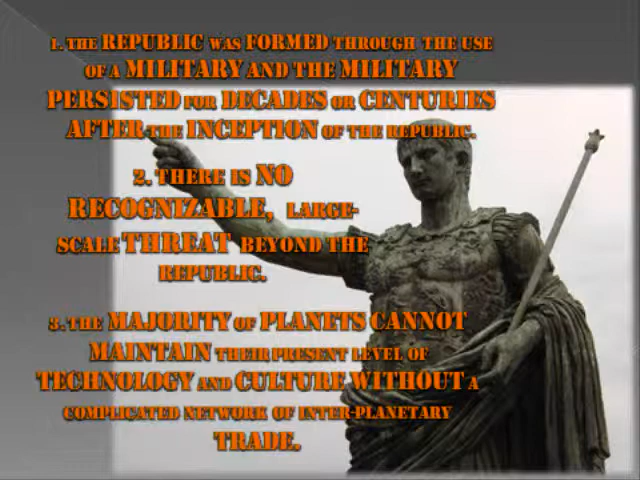 1. THE REPUBLIC WAS FORMED THROUGH THE USE
OF A MILITARY AND THE MILITARY
PERSISTED FOR DECADES OR CENTURIES
AFTER THE INCEPTION OF THE REPUBLIC.
2. THERE IS NO
RECOGNIZABLE, LARGE-
SCALE THREAT BEYOND THE
REPUBLIC.
3. THE MAJORITY OF PLANETS CANNOT
MAINTAIN THEIR PRESENT LEVEL OF
TECHNOLOGY AND CULTURE WITHOUT A
COMPLICATED NETWORK OF INTER-PLANETARY
TRADE.